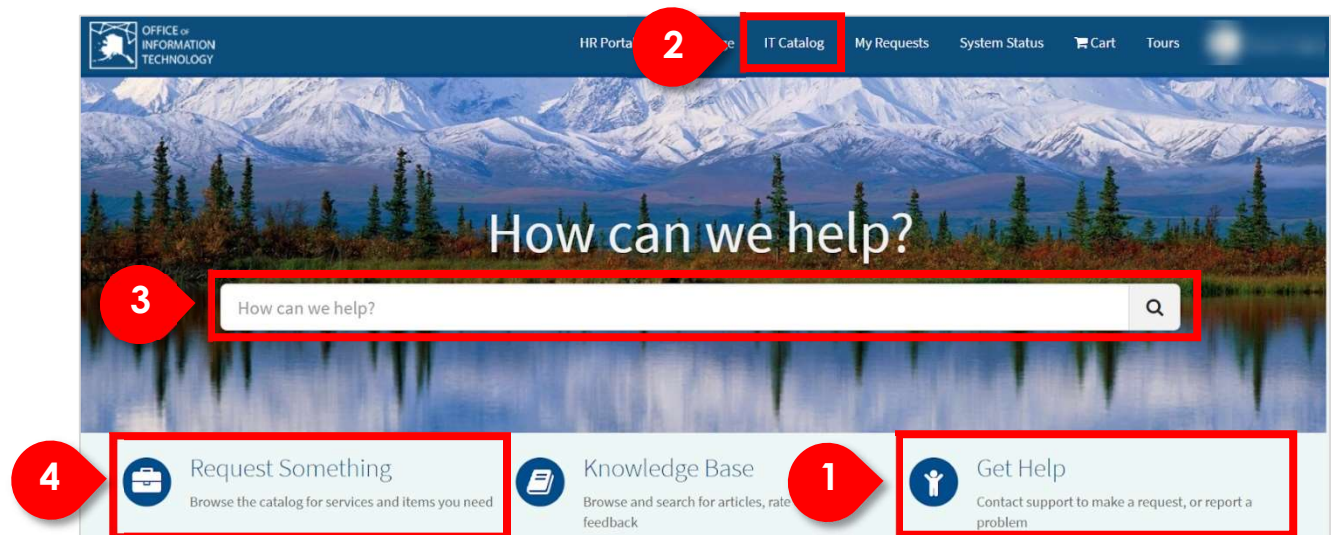 OFFICE OF
INFORMATION
TECHNOLOGY
HR Porta 2 e IT Catalog My Requests System Status Cart Tours
How can we help?
3 How can we help?
4 Request Something
Browse the catalog for services and items you need
Knowledge Base
Browse and search for articles, rate
feedback
1 Get Help
Contact support to make a request, or report a
problem